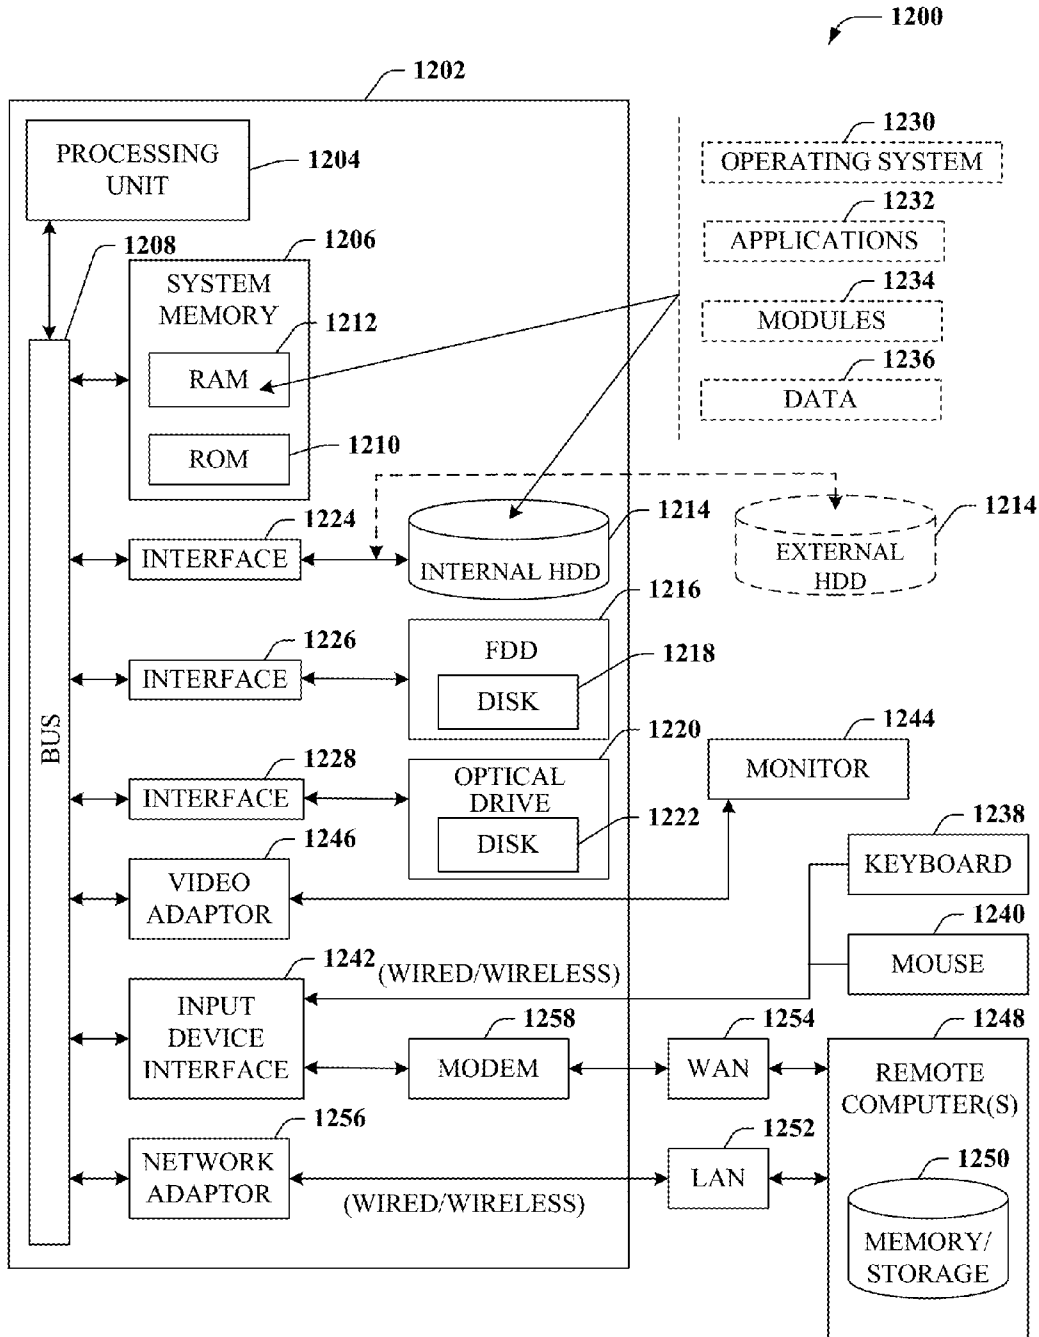 1200
1202
PROCESSING
UNIT
1204
1230
OPERATING SYSTEM
1232
APPLICATIONS
1234
MODULES
1236
DATA
1208
1206
SYSTEM
MEMORY
1212
RAM
1210
ROM
BUS
1224
INTERFACE
1214
INTERNAL HDD
1214
EXTERNAL
HDD
1226
INTERFACE
1216
FDD
1218
DISK
1228
INTERFACE
1220
OPTICAL
DRIVE
1222
DISK
1244
MONITOR
1246
VIDEO
ADAPTOR
1238
KEYBOARD
1240
MOUSE
1242
INPUT
DEVICE
INTERFACE
(WIRED/WIRELESS)
1258
MODEM
1254
WAN
1248
REMOTE
COMPUTER(S)
1256
NETWORK
ADAPTOR
(WIRED/WIRELESS)
1252
LAN
1250
MEMORY/
STORAGE